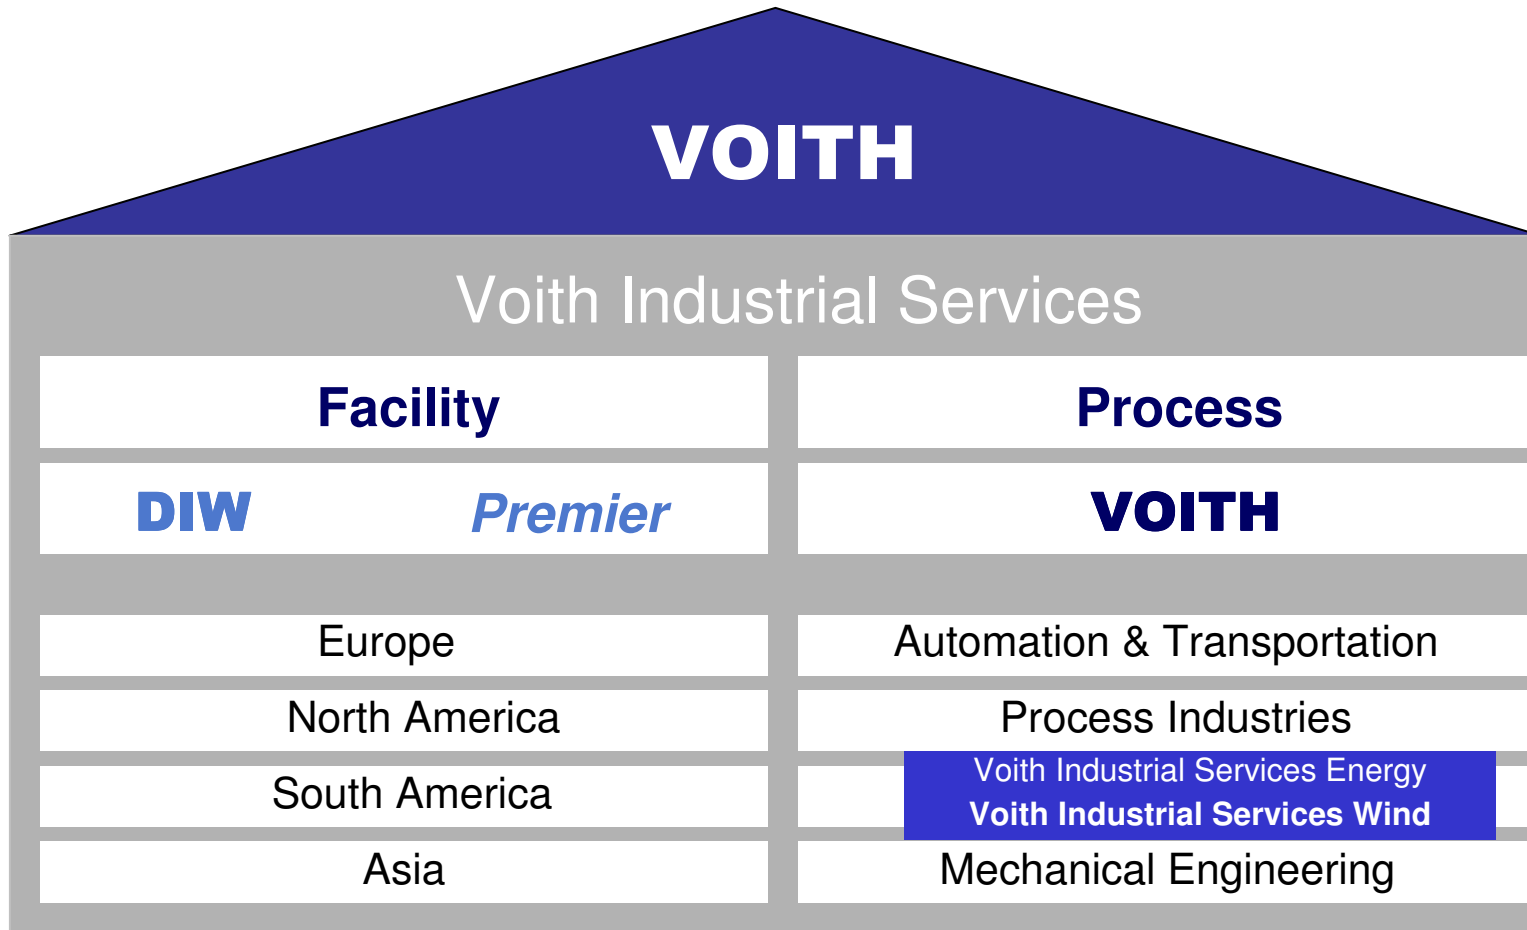 VOITH
Voith Industrial Services
Facility
Process
DIW
Premier
VOITH
Europe
Automation & Transportation
North America
Process Industries
South America
Voith Industrial Services Energy
Voith Industrial Services Wind
Asia
Mechanical Engineering